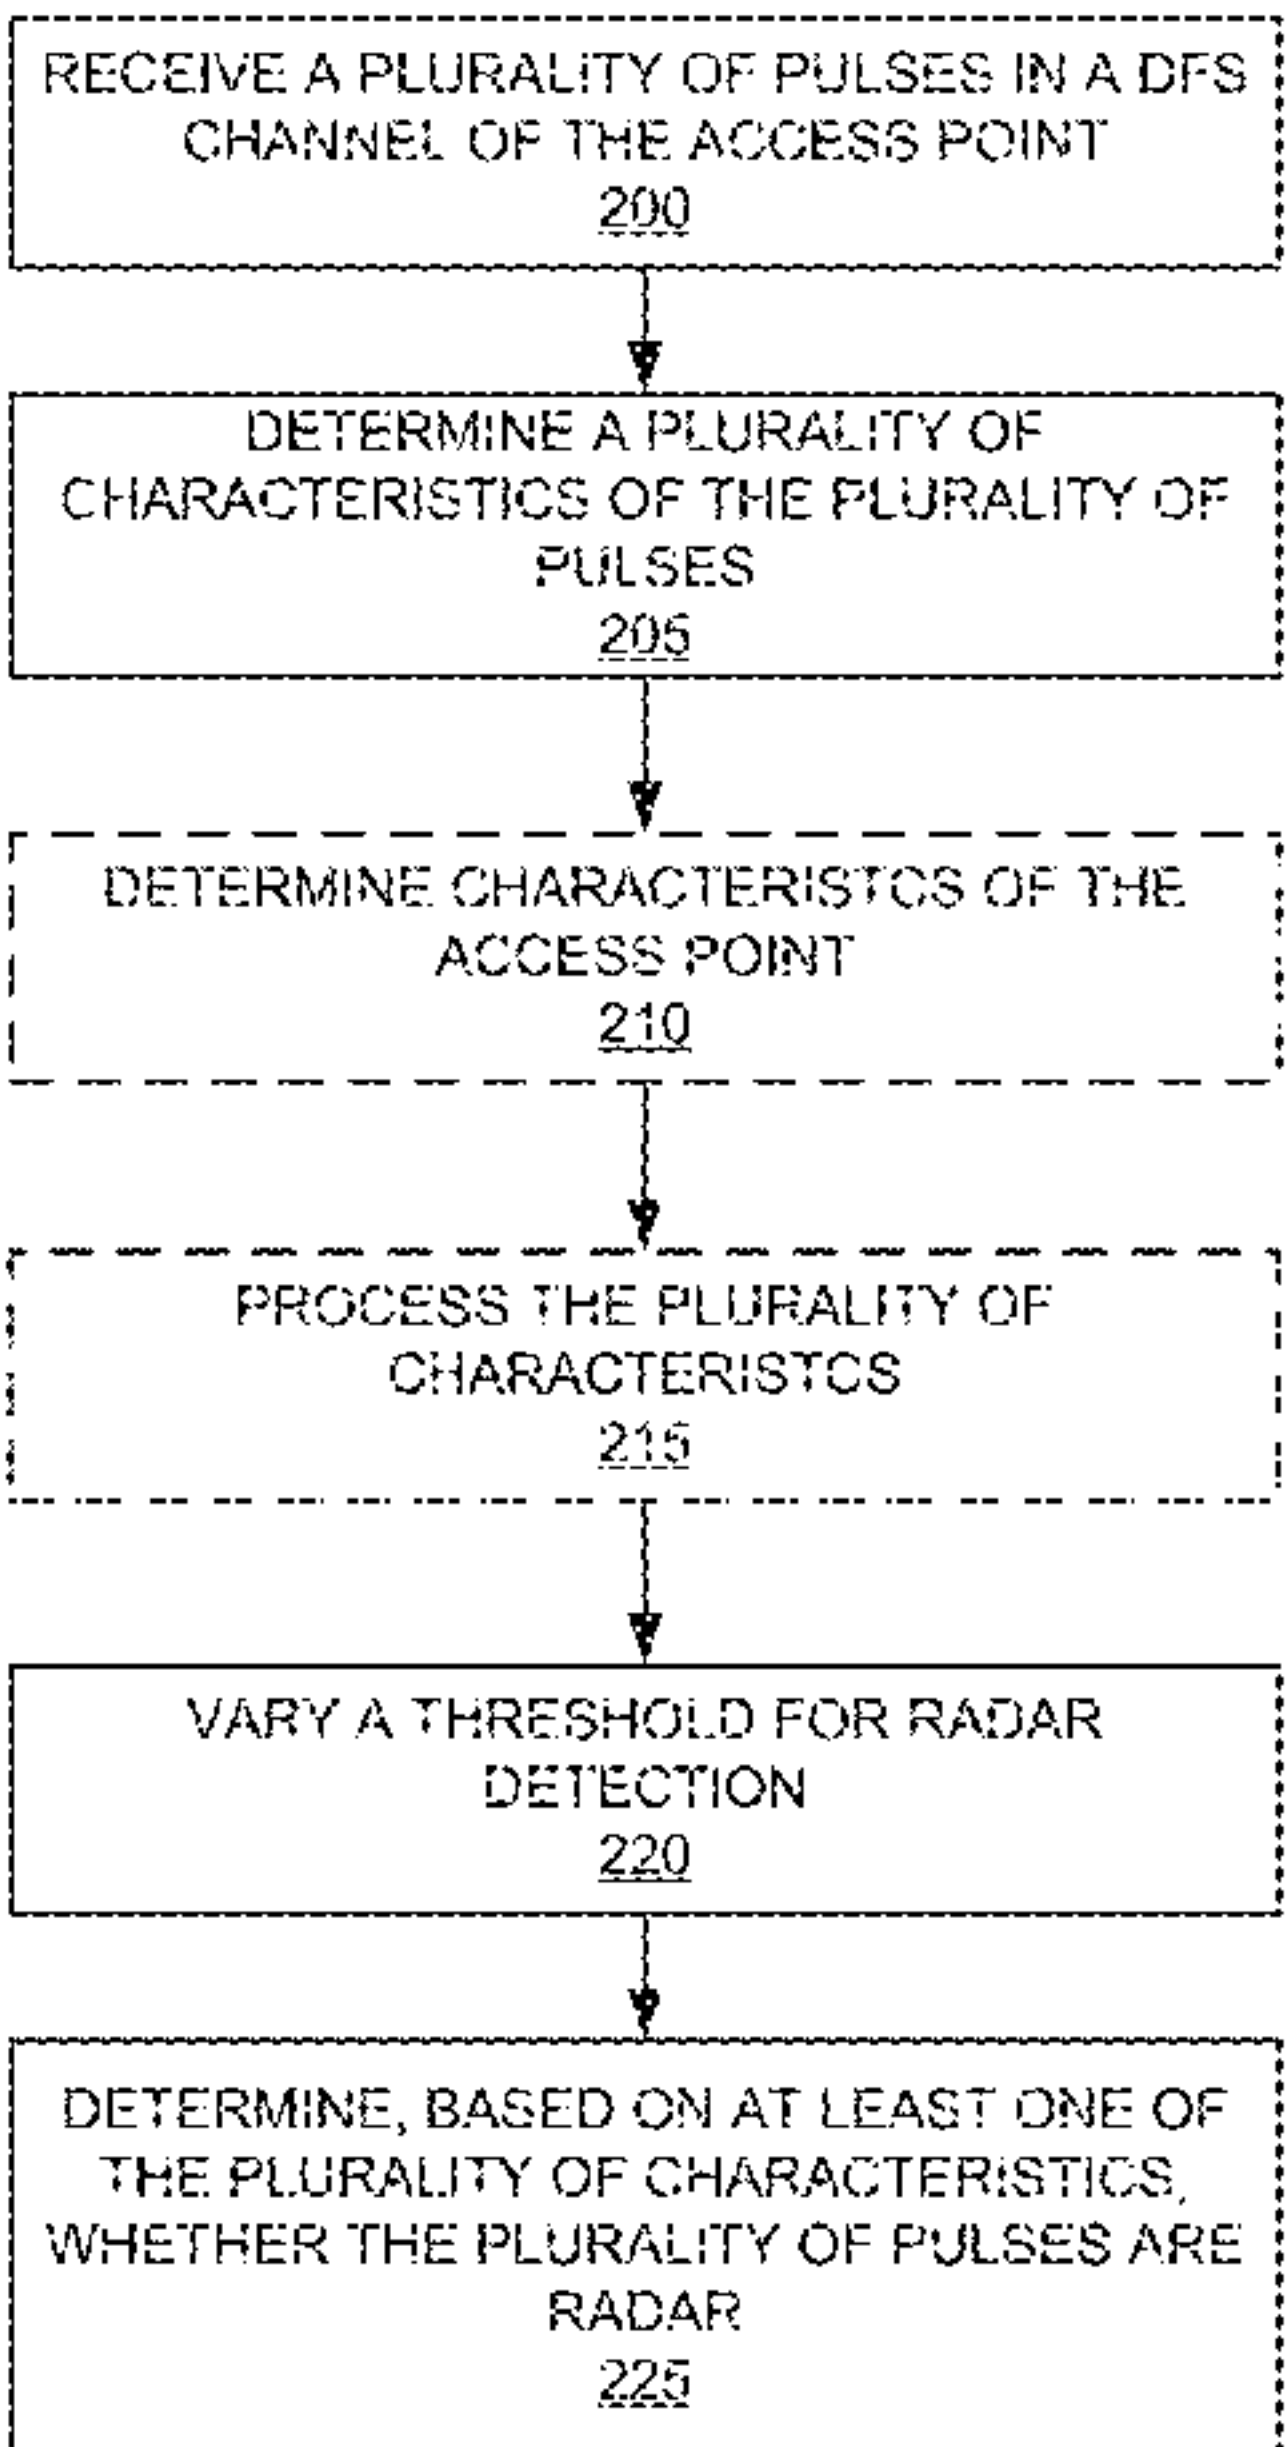 RECEIVE A PLURALITY OF PULSES IN A DFS
CHANNEL OF THE ACCESS POINT
200
DETERMINE A PLURALITY OF
CHARACTERISTICS OF THE PLURALITY OF
PULSES
205
DETERMINE CHARACTERISTCS OF THE
ACCESS POINT
210
PROCESS THE PLURALITY OF
CHARACTERISTCS
215
VARY A THRESHOLD FOR RADAR
DETECTION
220
DETERMINE, BASED ON AT LEAST ONE OF
THE PLURALITY OF CHARACTERISTICS,
WHETHER THE PLURALITY OF PULSES ARE
RADAR
225